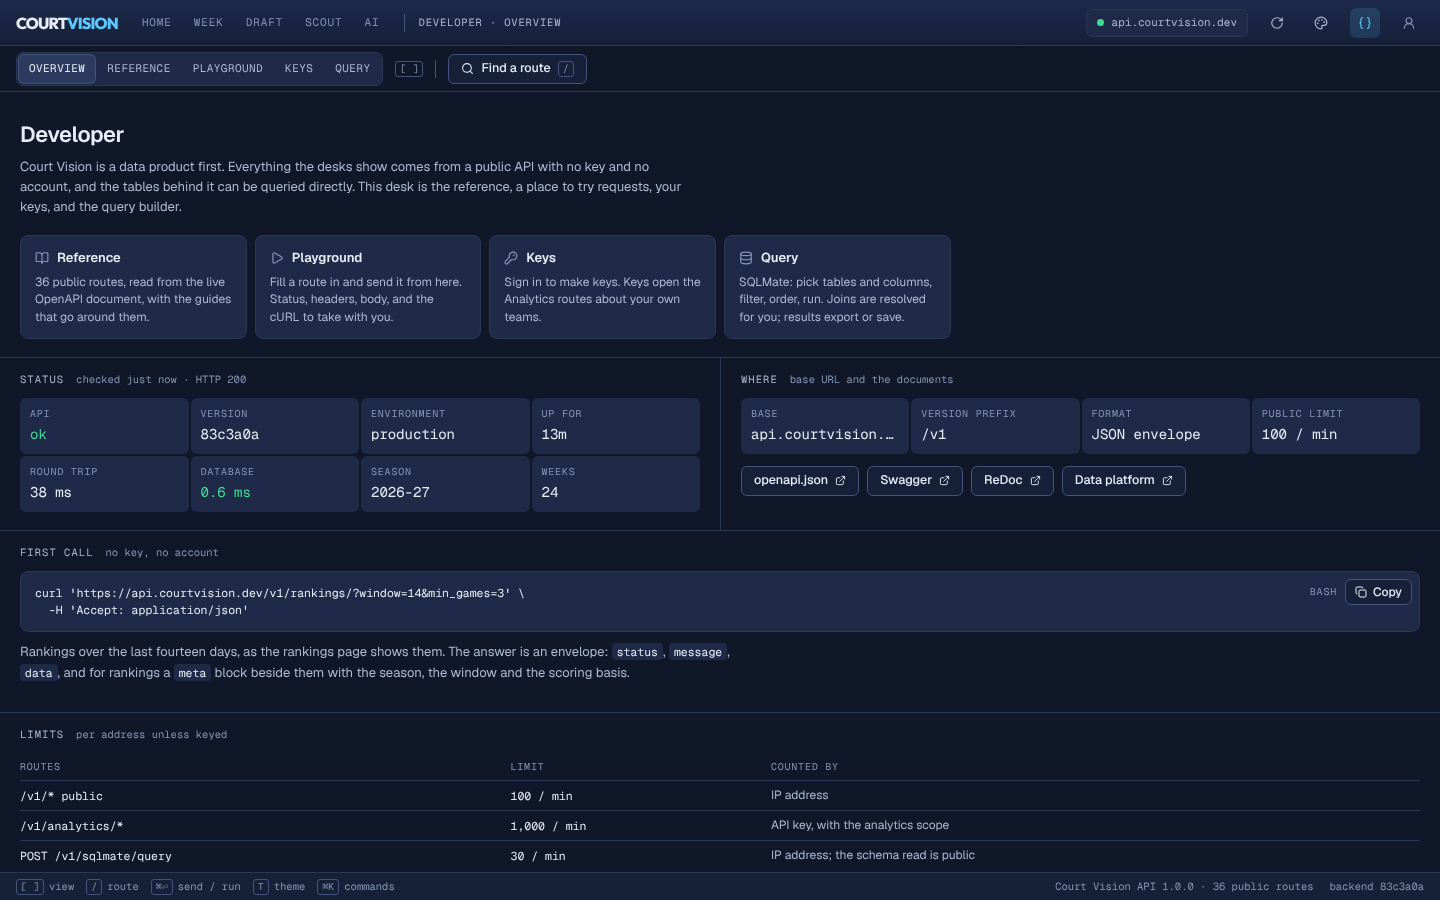 COURTVISION HOME WEEK DRAFT SCOUT AI DEVELOPER · OVERVIEW api.courtvision.dev {}
OVERVIEW REFERENCE PLAYGROUND KEYS QUERY [ ] Find a route /
Developer
Court Vision is a data product first. Everything the desks show comes from a public API with no key and no
account, and the tables behind it can be queried directly. This desk is the reference, a place to try requests, your
keys, and the query builder.
Reference
36 public routes, read from the live
OpenAPI document, with the guides
that go around them.
Playground
Fill a route in and send it from here.
Status, headers, body, and the
cURL to take with you.
Keys
Sign in to make keys. Keys open the
Analytics routes about your own
teams.
Query
SQLMate: pick tables and columns,
filter, order, run. Joins are resolved
for you; results export or save.
STATUS checked just now · HTTP 200
API
ok
VERSION
83c3a0a
ENVIRONMENT
production
UP FOR
13m
ROUND TRIP
38 ms
DATABASE
0.6 ms
SEASON
2026-27
WEEKS
24
WHERE base URL and the documents
BASE
api.courtvision.…
VERSION PREFIX
/v1
FORMAT
JSON envelope
PUBLIC LIMIT
100 / min
openapi.json Swagger ReDoc Data platform
FIRST CALL no key, no account
curl 'https://api.courtvision.dev/v1/rankings/?window=14&min_games=3' \
-H 'Accept: application/json'
BASH Copy
Rankings over the last fourteen days, as the rankings page shows them. The answer is an envelope: status, message,
data, and for rankings a meta block beside them with the season, the window and the scoring basis.
LIMITS per address unless keyed
ROUTES LIMIT COUNTED BY
/v1/* public 100 / min IP address
/v1/analytics/* 1,000 / min API key, with the analytics scope
POST /v1/sqlmate/query 30 / min IP address; the schema read is public
[ ] view / route ⌘⏎ send / run T theme ⌘K commands Court Vision API 1.0.0 · 36 public routes backend 83c3a0a